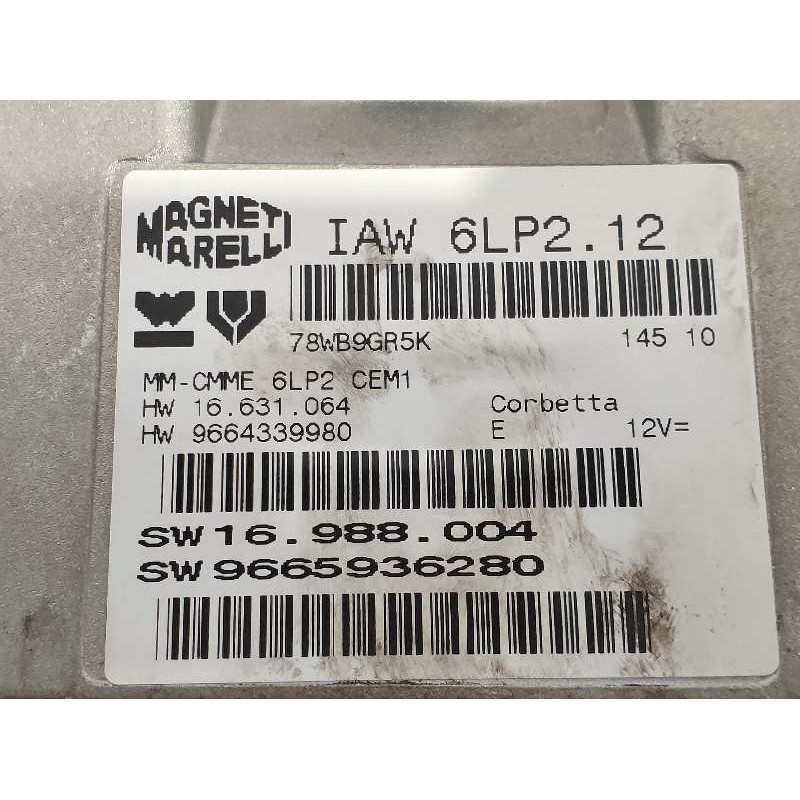 MAGNETI
MARELLI
IAW 6LP2.12
78WB9GR5K 145 10
MM-CMME 6LP2 CEM1
HW 16.631.064 Corbetta
HW 9664339980 E 12V=
SW 16.988.004
SW 9665936280